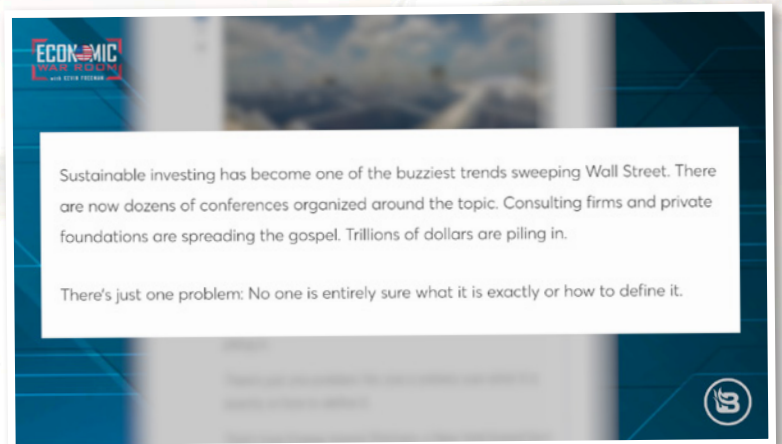 ECONOMIC
WAR ROOM
with KEVIN FREEMAN
Sustainable investing has become one of the buzziest trends sweeping Wall Street. There
are now dozens of conferences organized around the topic. Consulting firms and private
foundations are spreading the gospel. Trillions of dollars are piling in.
There's just one problem: No one is entirely sure what it is exactly or how to define it.